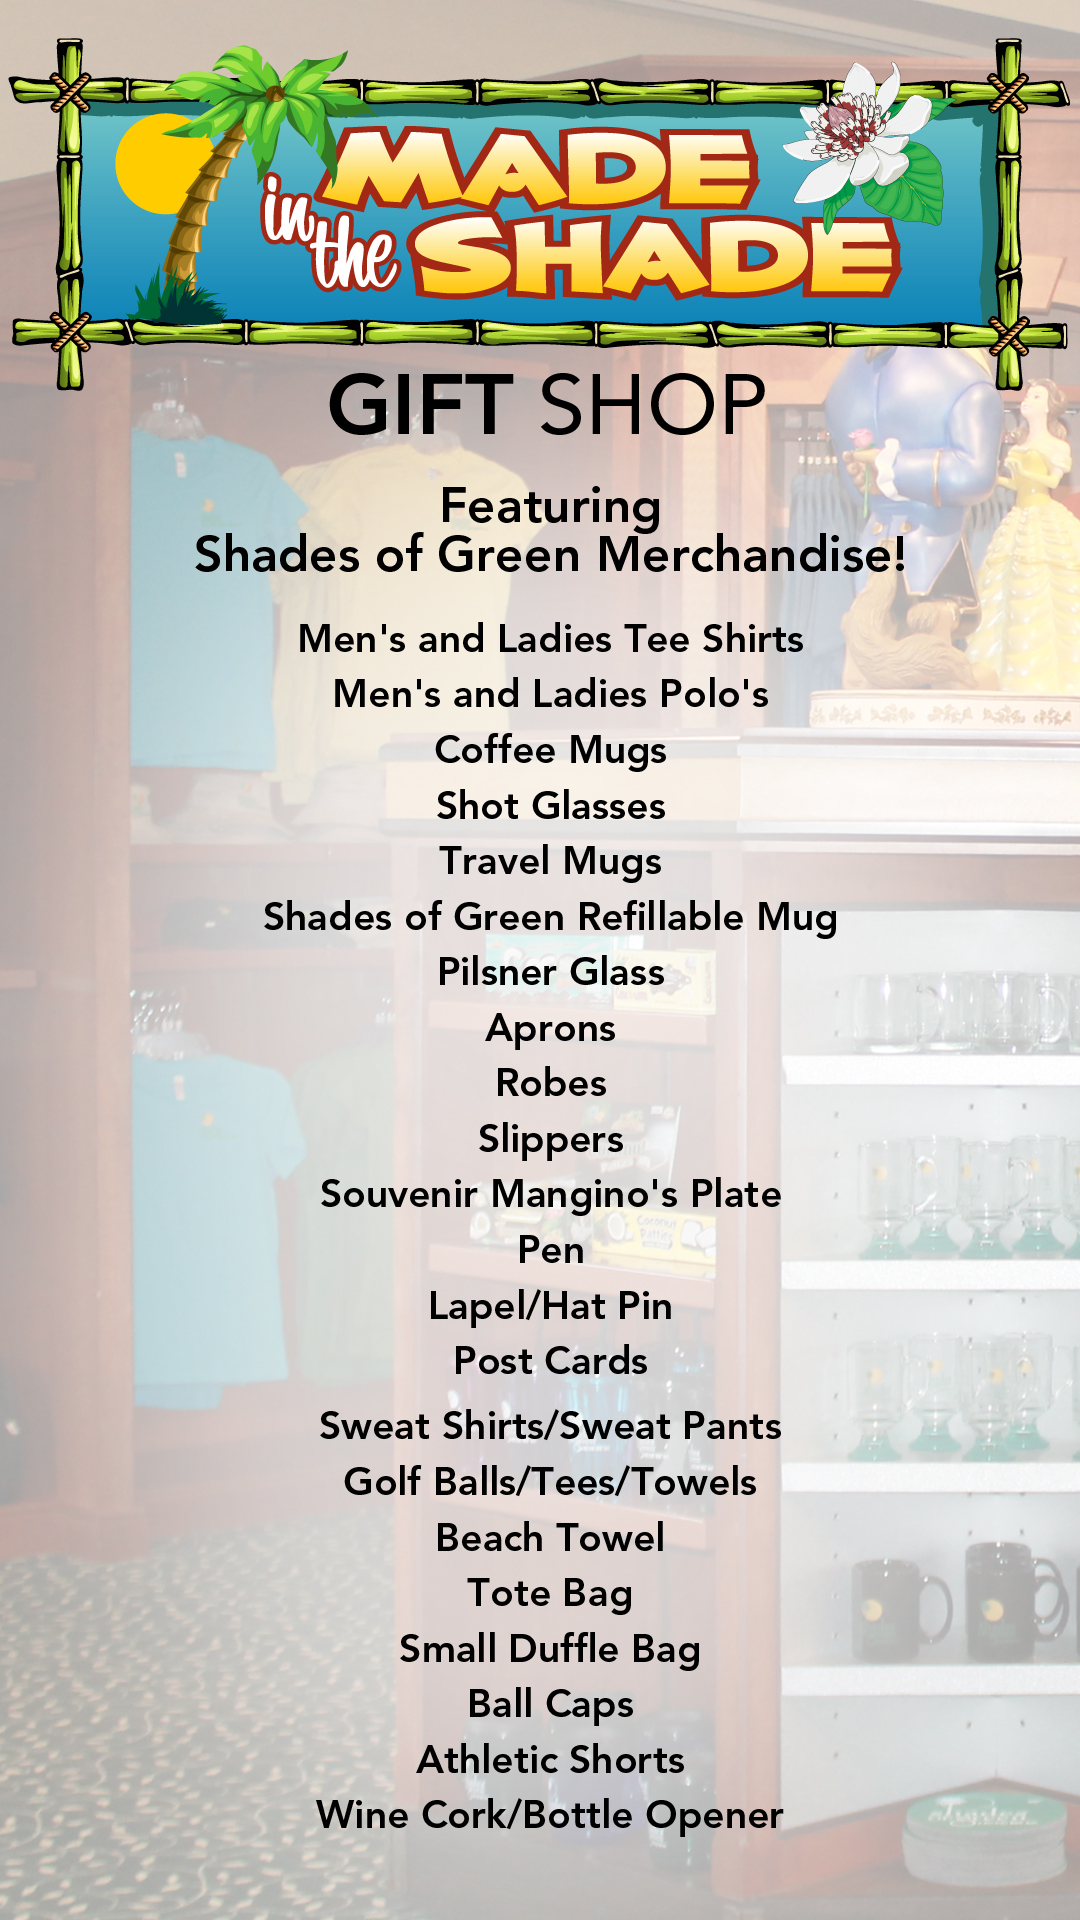 MADE
in the SHADE
GIFT SHOP
Featuring
Shades of Green Merchandise!
Men's and Ladies Tee Shirts
Men's and Ladies Polo's
Coffee Mugs
Shot Glasses
Travel Mugs
Shades of Green Refillable Mug
Pilsner Glass
Aprons
Robes
Slippers
Souvenir Mangino's Plate
Pen
Lapel/Hat Pin
Post Cards
Sweat Shirts/Sweat Pants
Golf Balls/Tees/Towels
Beach Towel
Tote Bag
Small Duffle Bag
Ball Caps
Athletic Shorts
Wine Cork/Bottle Opener
Coconut
Patties